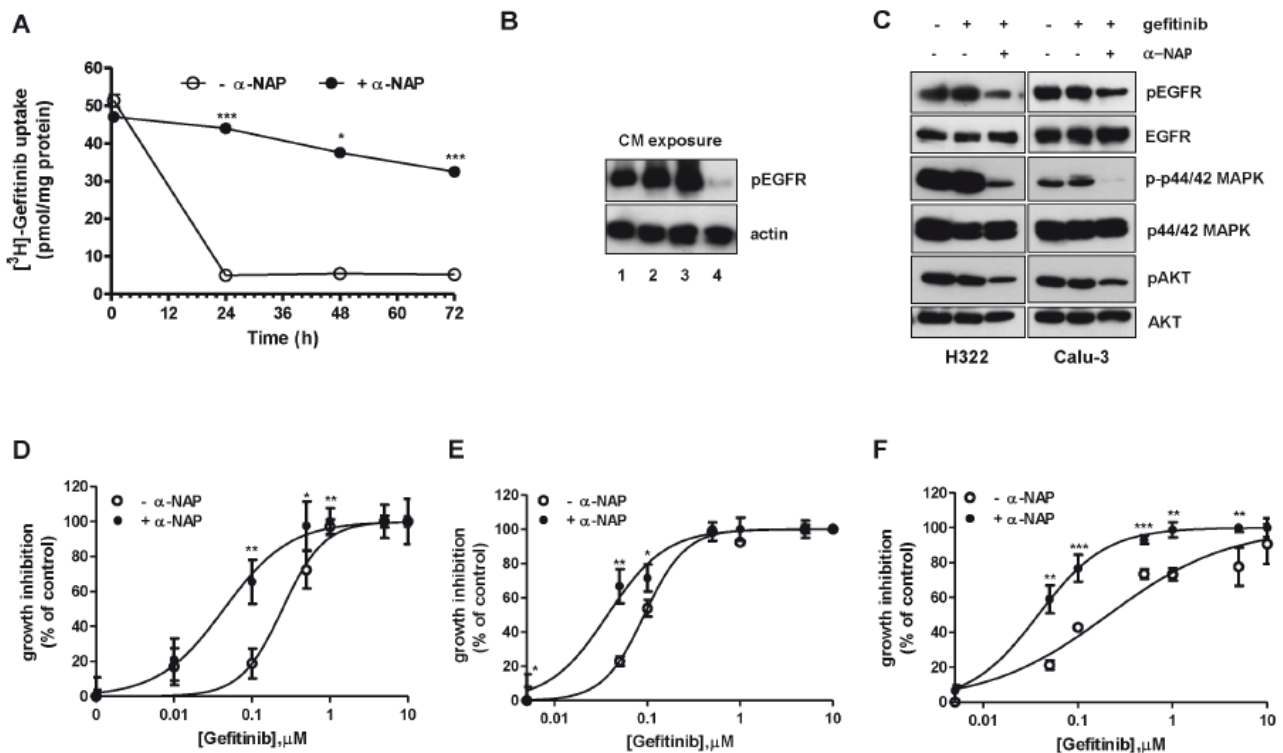 A
B
C
60
50
40
30
20
10
0
0 12 24 36 48 60 72
[³H]-Gefitinib uptake
(pmol/mg protein)
Time (h)
- α-NAP + α-NAP
***
*
***
CM exposure
pEGFR
actin
1 2 3 4
- + + - + + gefitinib
- - + - - + α-NAP
pEGFR
EGFR
p-p44/42 MAPK
p44/42 MAPK
pAKT
AKT
H322 Calu-3
D
E
F
- α-NAP
+ α-NAP
120
100
80
60
40
20
0
growth inhibition
(% of control)
** * **
0 0.01 0.1 1 10
[Gefitinib],μM
- α-NAP
+ α-NAP
120
100
80
60
40
20
0
growth inhibition
(% of control)
* ** *
0.01 0.1 1 10
[Gefitinib],μM
- α-NAP
+ α-NAP
120
100
80
60
40
20
0
growth inhibition
(% of control)
** *** *** ** **
0.01 0.1 1 10
[Gefitinib],μM